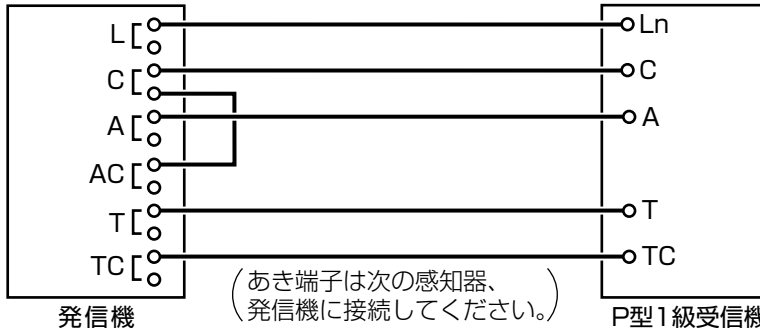 L
C
A
AC
T
TC
Ln
C
A
T
TC
(あき端子は次の感知器、
発信機に接続してください。)
発信機
P型1級受信機